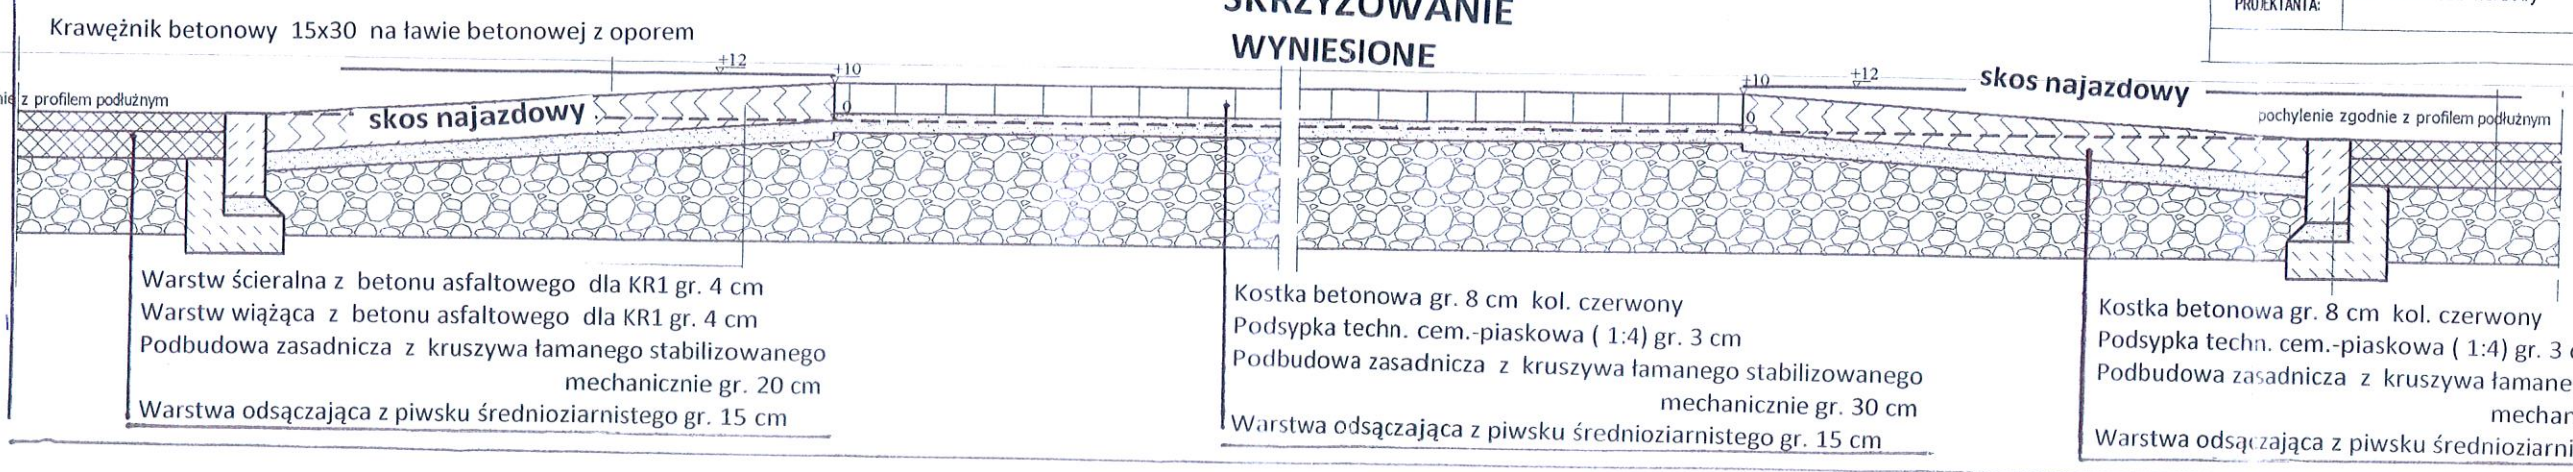 SKRZYŻOWANIE
WYNIESIONE
PROJEKTANTA:
Krawężnik betonowy 15x30 na ławie betonowej z oporem
+12
+10
+10
+12
skos najazdowy
z profilem podłużnym
skos najazdowy
0
0
pochylenie zgodnie z profilem podłużnym
Warstw ścieralna z betonu asfaltowego dla KR1 gr. 4 cm
Warstw wiążąca z betonu asfaltowego dla KR1 gr. 4 cm
Podbudowa zasadnicza z kruszywa łamanego stabilizowanego
mechanicznie gr. 20 cm
Warstwa odsączająca z piwsku średnioziarnistego gr. 15 cm
Kostka betonowa gr. 8 cm kol. czerwony
Podsypka techn. cem.-piaskowa ( 1:4) gr. 3 cm
Podbudowa zasadnicza z kruszywa łamanego stabilizowanego
mechanicznie gr. 30 cm
Warstwa odsączająca z piwsku średnioziarnistego gr. 15 cm
Kostka betonowa gr. 8 cm kol. czerwony
Podsypka techn. cem.-piaskowa ( 1:4) gr. 3
Podbudowa zasadnicza z kruszywa łamane
mechan
Warstwa odsączająca z piwsku średnioziarni